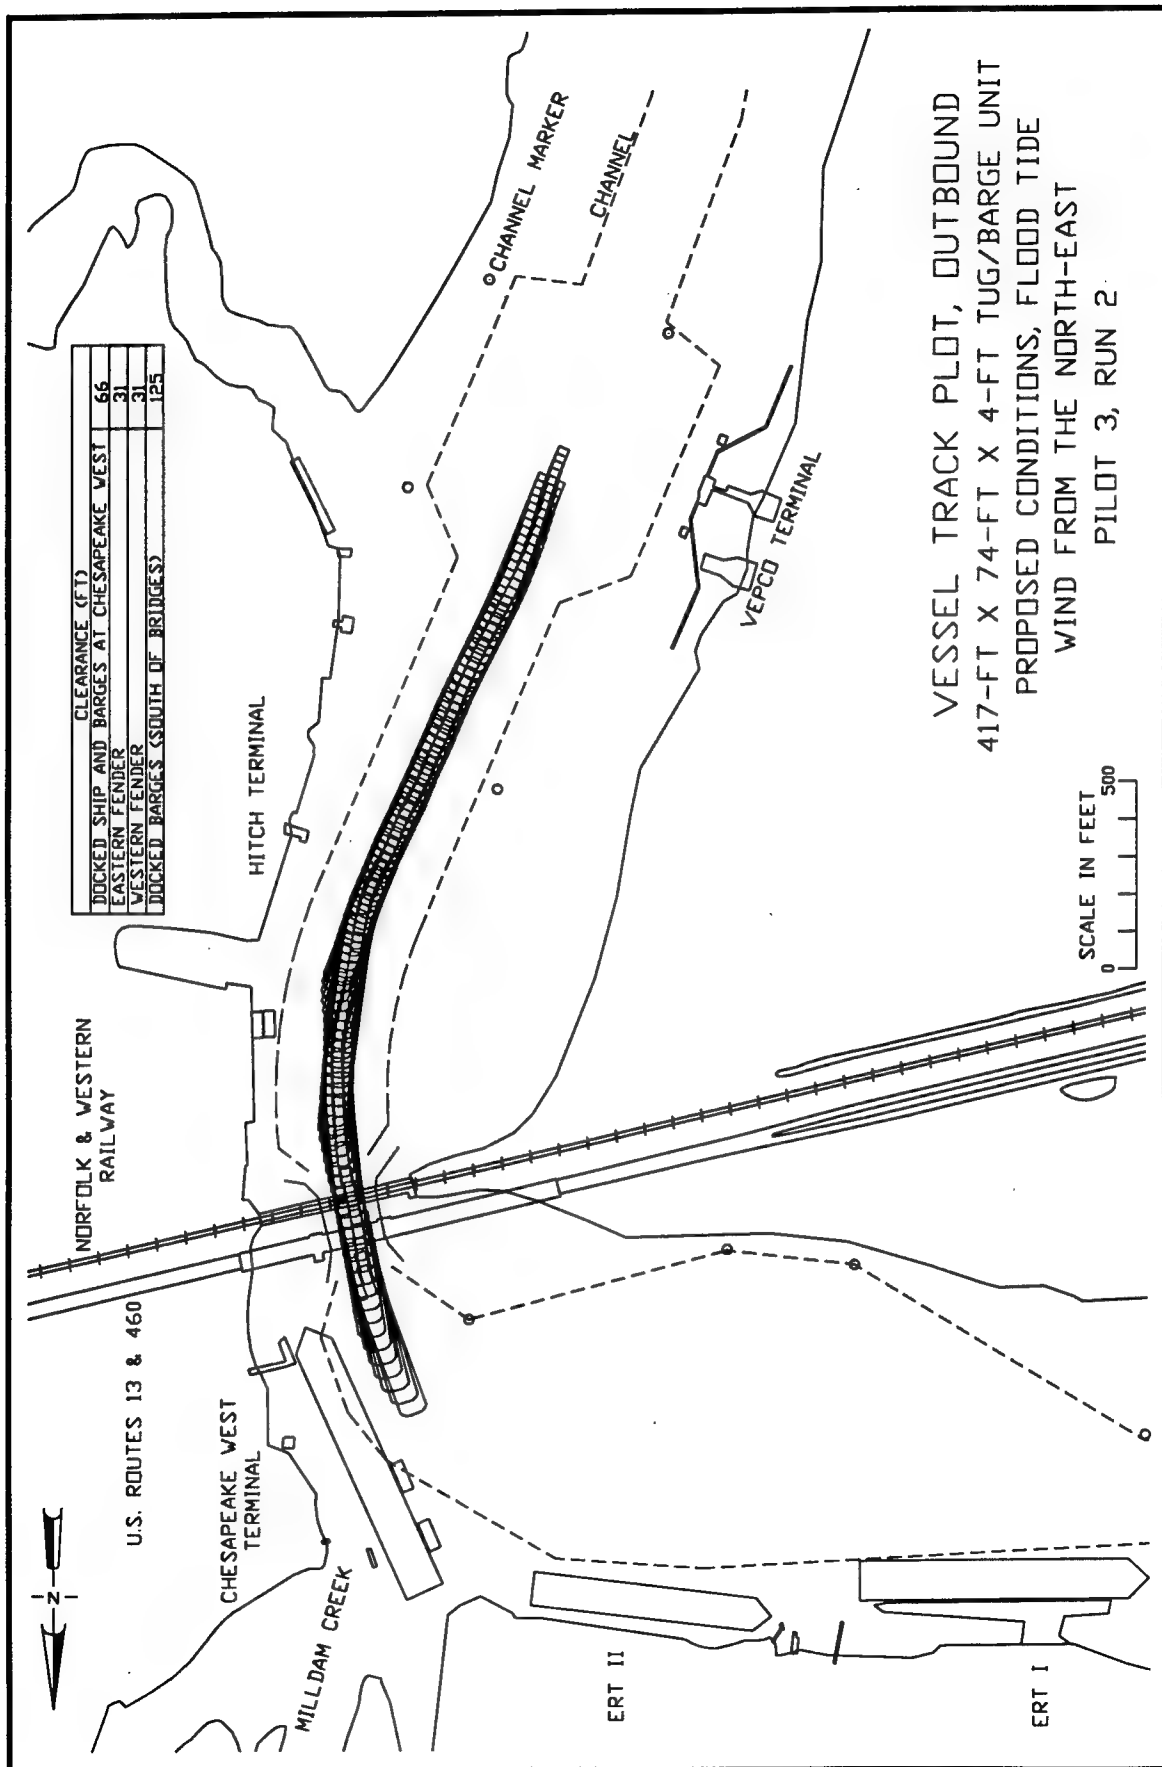 CLEARANCE (FT)
DOCKED SHIP AND BARGES AT CHESAPEAKE WEST 66
EASTERN FENDER 31
WESTERN FENDER 31
DOCKED BARGES (SOUTH OF BRIDGES) 125
N
U.S. ROUTES 13 & 460
NORFOLK & WESTERN
RAILWAY
HITCH TERMINAL
CHANNEL MARKER
CHANNEL
CHESAPEAKE WEST
TERMINAL
MILLDAM CREEK
VEPCO TERMINAL
ERT II
ERT I
SCALE IN FEET
0 500
VESSEL TRACK PLOT, OUTBOUND
417-FT X 74-FT X 4-FT TUG/BARGE UNIT
PROPOSED CONDITIONS, FLOOD TIDE
WIND FROM THE NORTH-EAST
PILOT 3, RUN 2